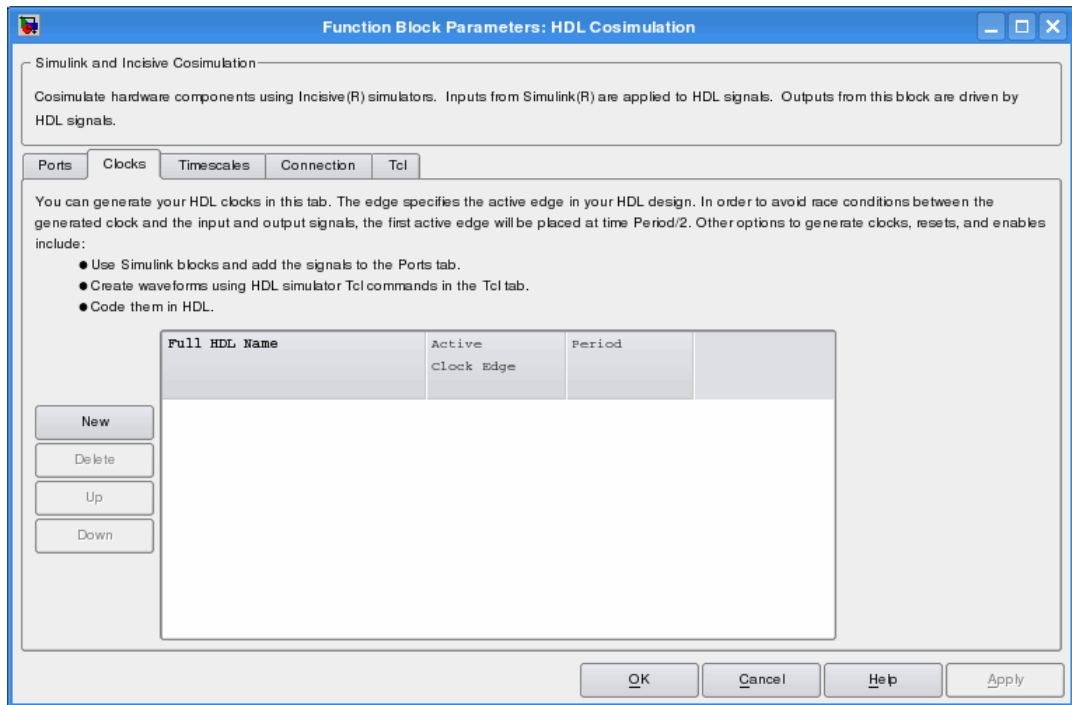 Function Block Parameters: HDL Cosimulation
Simulink and Incisive Cosimulation
Cosimulate hardware components using Incisive(R) simulators. Inputs from Simulink(R) are applied to HDL signals. Outputs from this block are driven by
HDL signals.
Ports Clocks Timescales Connection Tcl
You can generate your HDL clocks in this tab. The edge specifies the active edge in your HDL design. In order to avoid race conditions between the
generated clock and the input and output signals, the first active edge will be placed at time Period/2. Other options to generate clocks, resets, and enables
include:
● Use Simulink blocks and add the signals to the Ports tab.
● Create waveforms using HDL simulator Tcl commands in the Tcl tab.
● Code them in HDL.
Full HDL Name Active Period
Clock Edge
New
Delete
Up
Down
OK Cancel Help Apply